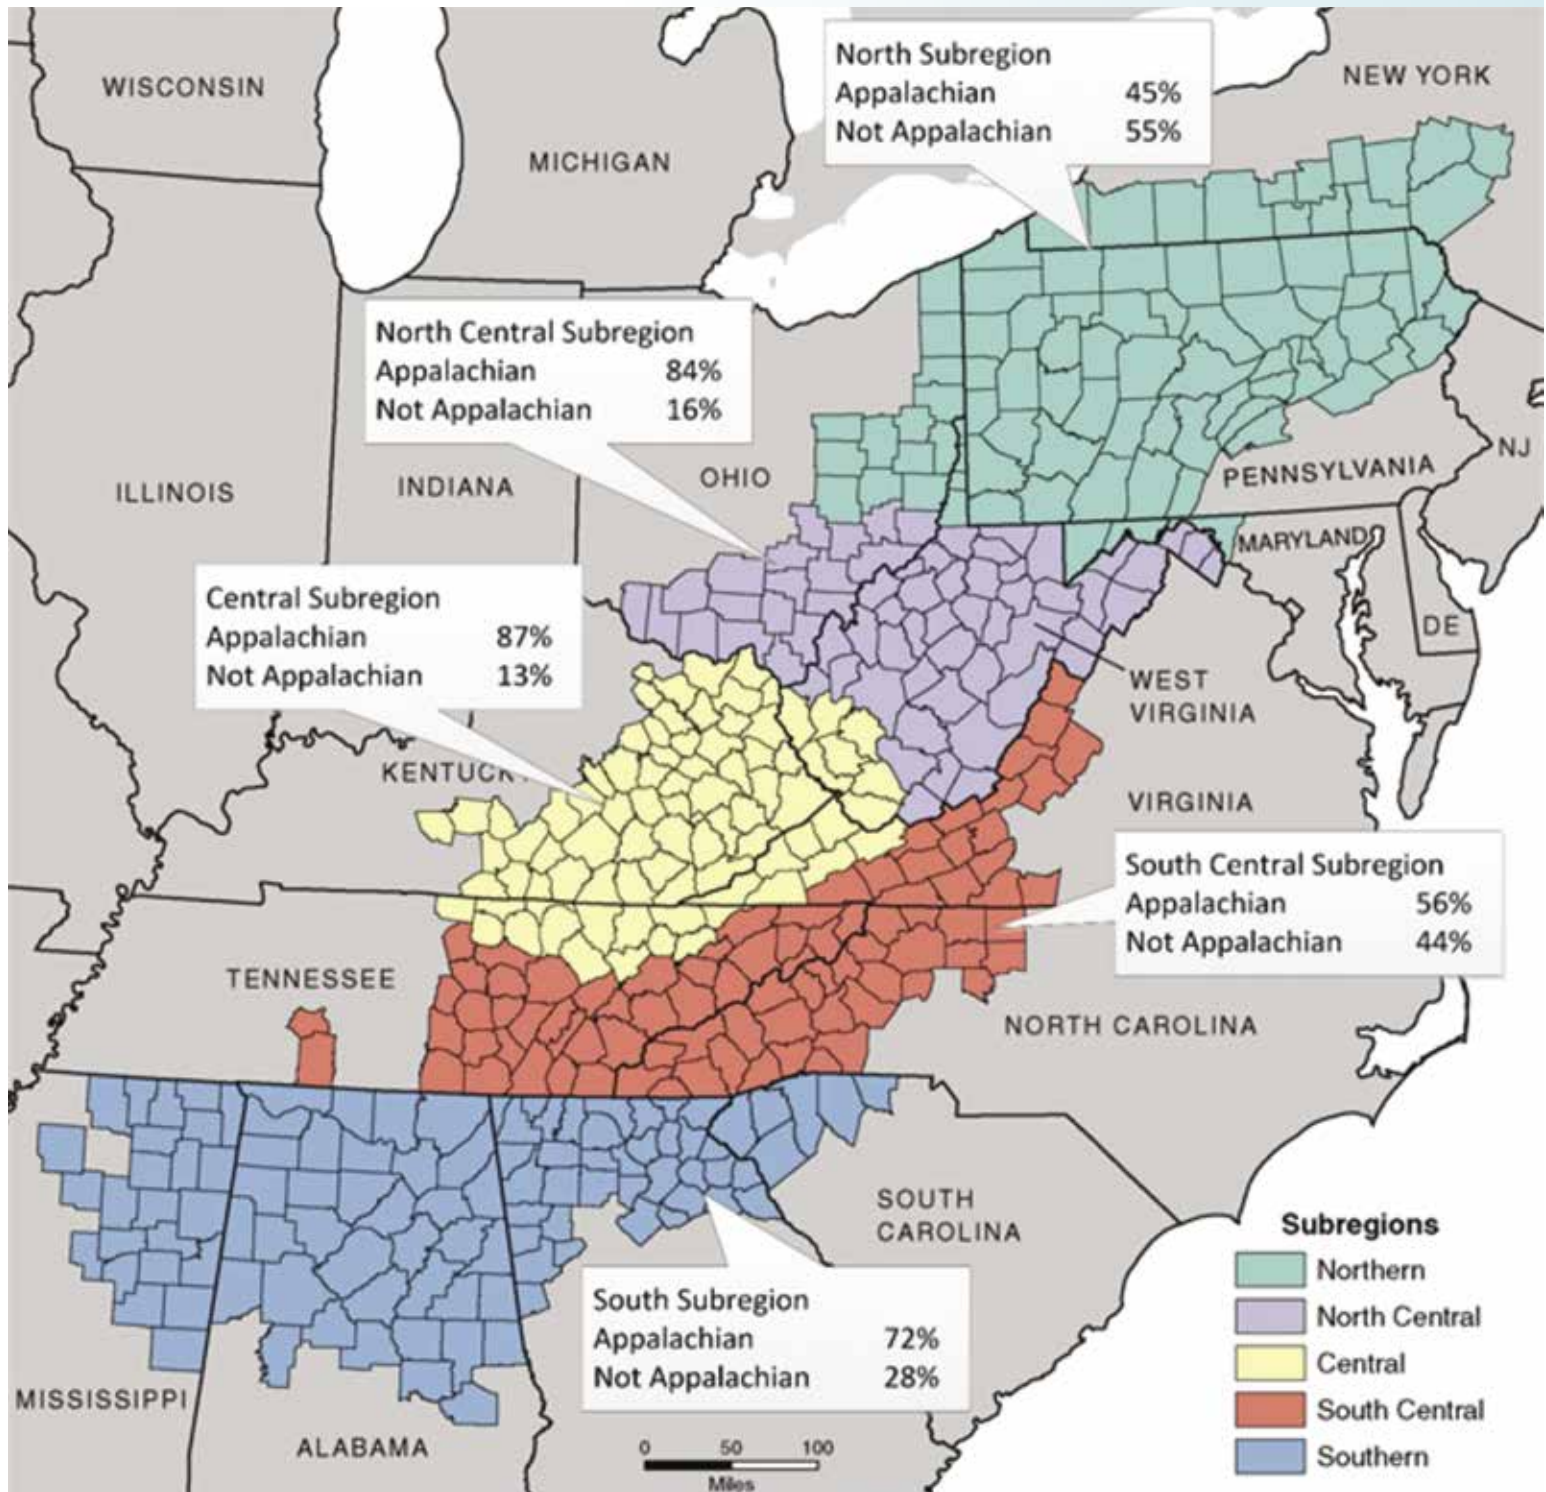 North Subregion
Appalachian 45%
Not Appalachian 55%
NEW YORK
WISCONSIN
MICHIGAN
North Central Subregion
Appalachian 84%
Not Appalachian 16%
ILLINOIS
INDIANA
OHIO
PENNSYLVANIA
NJ
MARYLAND
DE
Central Subregion
Appalachian 87%
Not Appalachian 13%
WEST
VIRGINIA
KENTUCK
VIRGINIA
South Central Subregion
Appalachian 56%
Not Appalachian 44%
TENNESSEE
NORTH CAROLINA
SOUTH
CAROLINA
South Subregion
Appalachian 72%
Not Appalachian 28%
MISSISSIPPI
ALABAMA
0 50 100
Miles
Subregions
Northern
North Central
Central
South Central
Southern